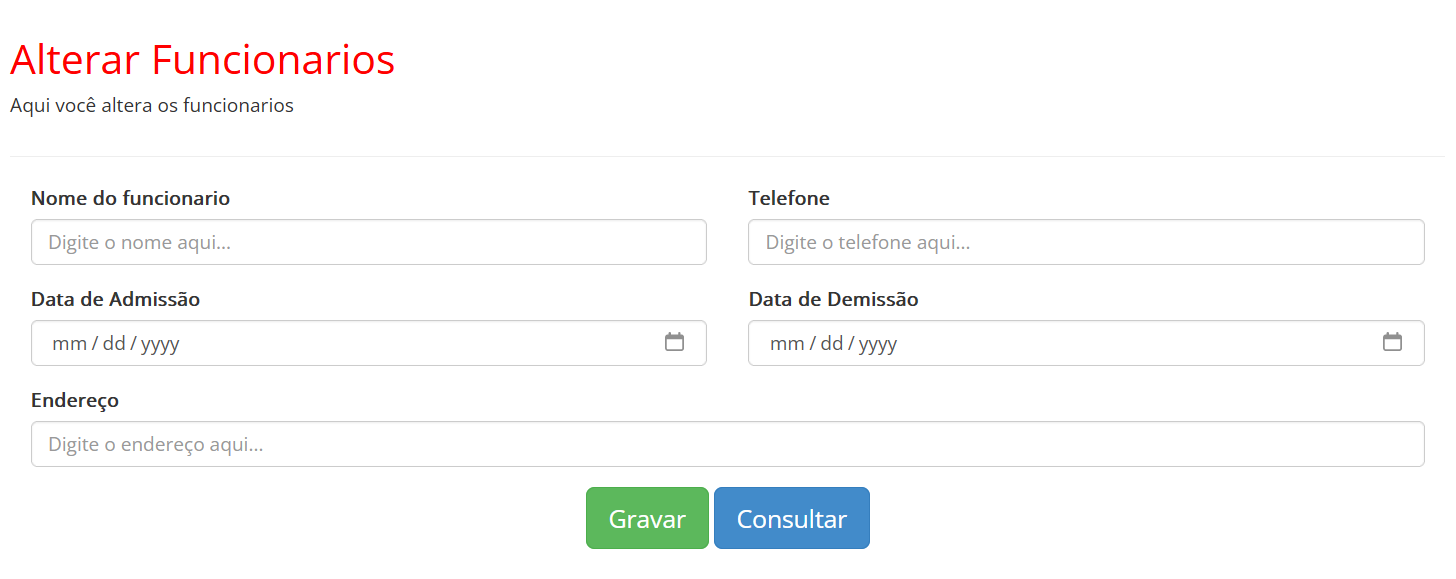 Alterar Funcionarios
Aqui você altera os funcionarios
Nome do funcionario
Telefone
Digite o nome aqui...
Digite o telefone aqui...
Data de Admissão
Data de Demissão
mm / dd / yyyy
mm / dd / yyyy
Endereço
Digite o endereço aqui...
Gravar
Consultar